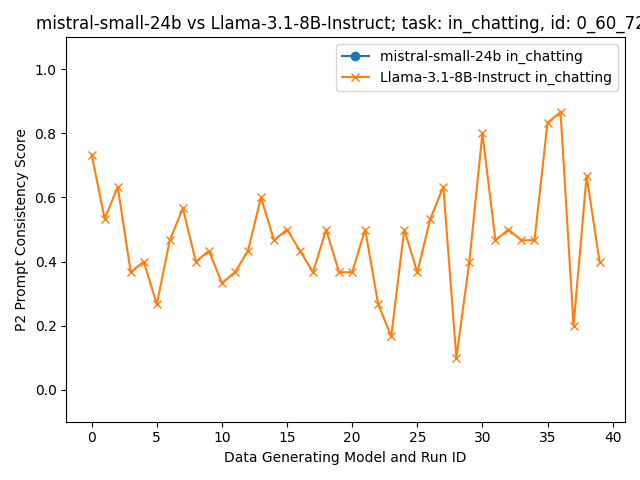 mistral-small-24b vs Llama-3.1-8B-Instruct; task: in_chatting, id: 0_60_72
mistral-small-24b in_chatting
Llama-3.1-8B-Instruct in_chatting
P2 Prompt Consistency Score
1.0
0.8
0.6
0.4
0.2
0.0
0 5 10 15 20 25 30 35 40
Data Generating Model and Run ID